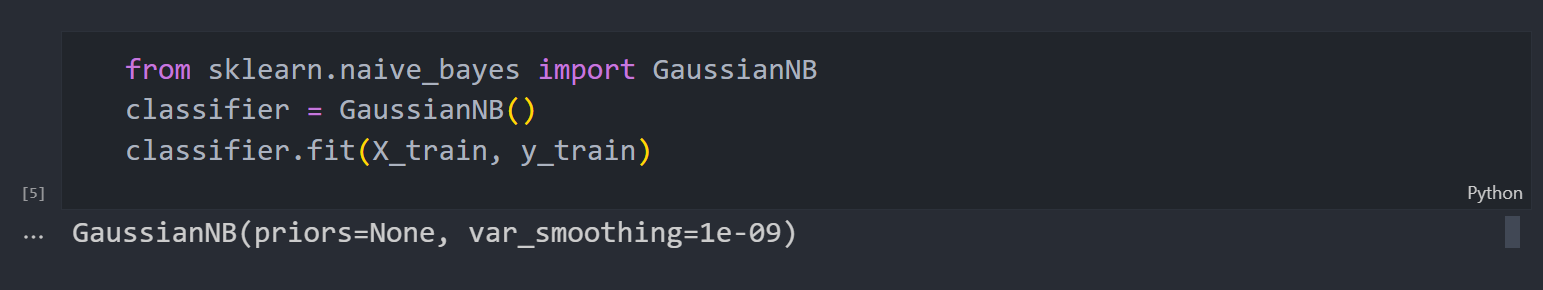 from sklearn.naive_bayes import GaussianNB
classifier = GaussianNB()
classifier.fit(X_train, y_train)
[5]
Python
... GaussianNB(priors=None, var_smoothing=1e-09)